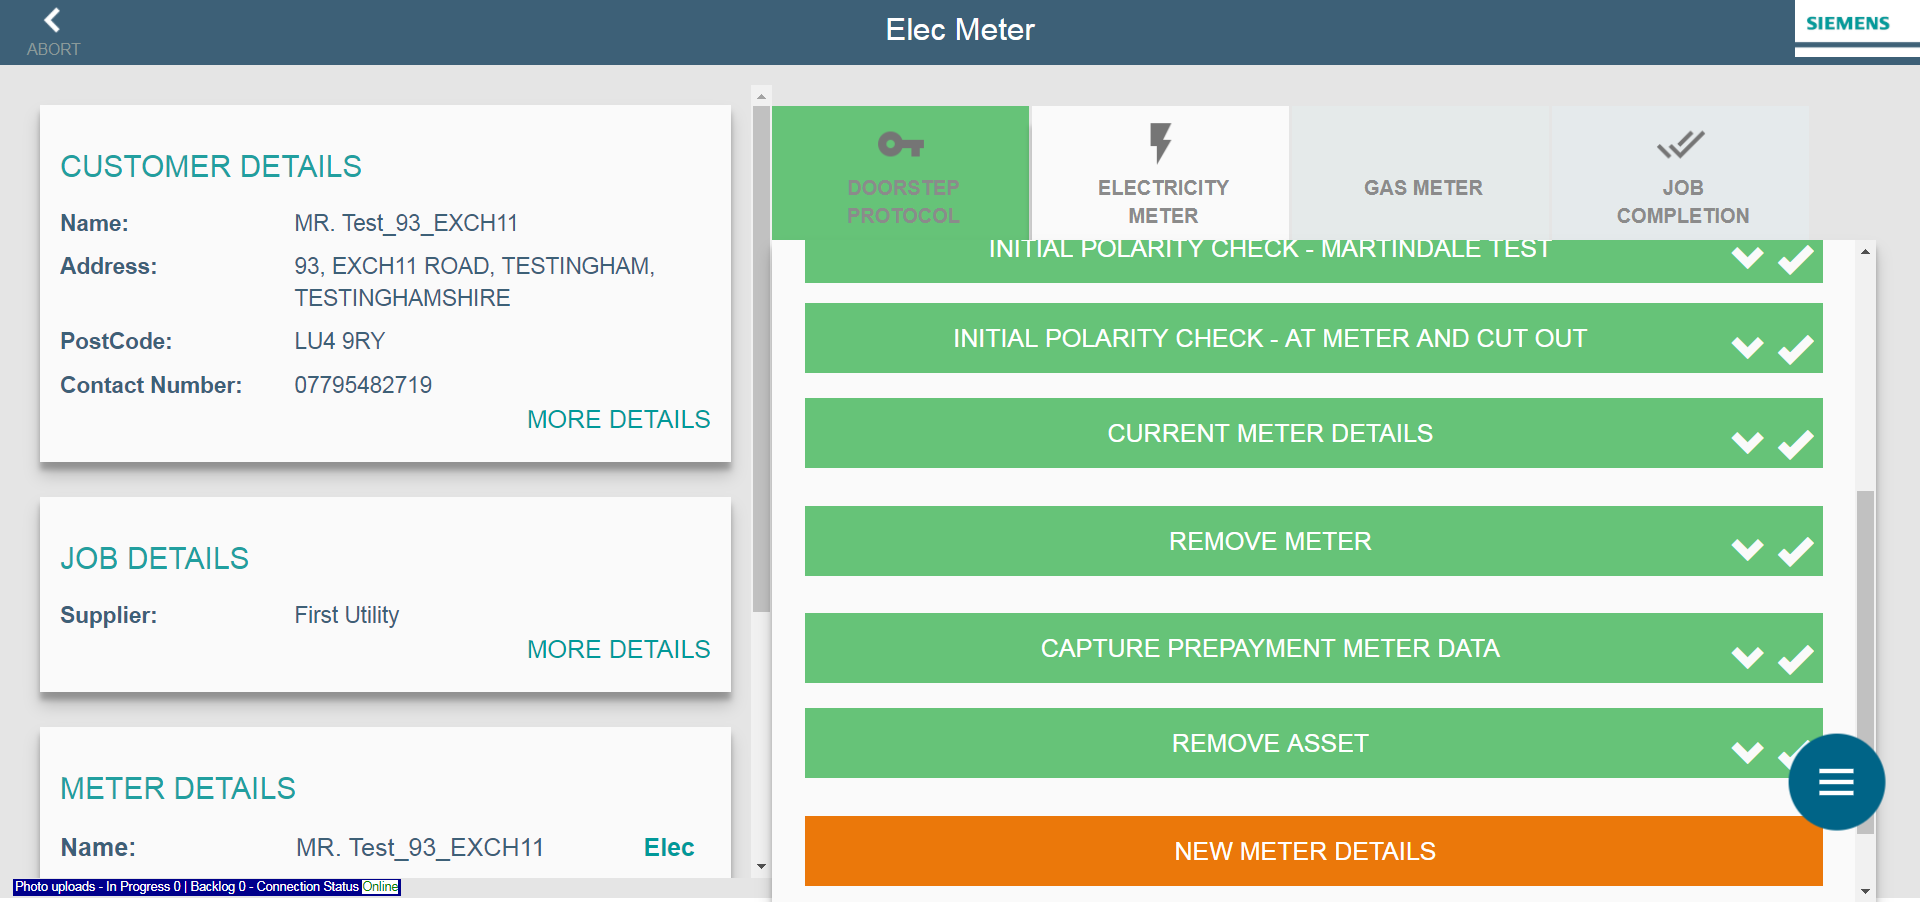 ABORT
Elec Meter
SIEMENS
CUSTOMER DETAILS
Name: MR. Test_93_EXCH11
Address: 93, EXCH11 ROAD, TESTINGHAM,
TESTINGHAMSHIRE
PostCode: LU4 9RY
Contact Number: 07795482719
MORE DETAILS
JOB DETAILS
Supplier: First Utility
MORE DETAILS
METER DETAILS
Name: MR. Test_93_EXCH11 Elec
Photo uploads - In Progress 0 | Backlog 0 - Connection Status Online
DOORSTEP
PROTOCOL
ELECTRICITY
METER
GAS METER
JOB
COMPLETION
INITIAL POLARITY CHECK - MARTINDALE TEST
INITIAL POLARITY CHECK - AT METER AND CUT OUT
CURRENT METER DETAILS
REMOVE METER
CAPTURE PREPAYMENT METER DATA
REMOVE ASSET
NEW METER DETAILS